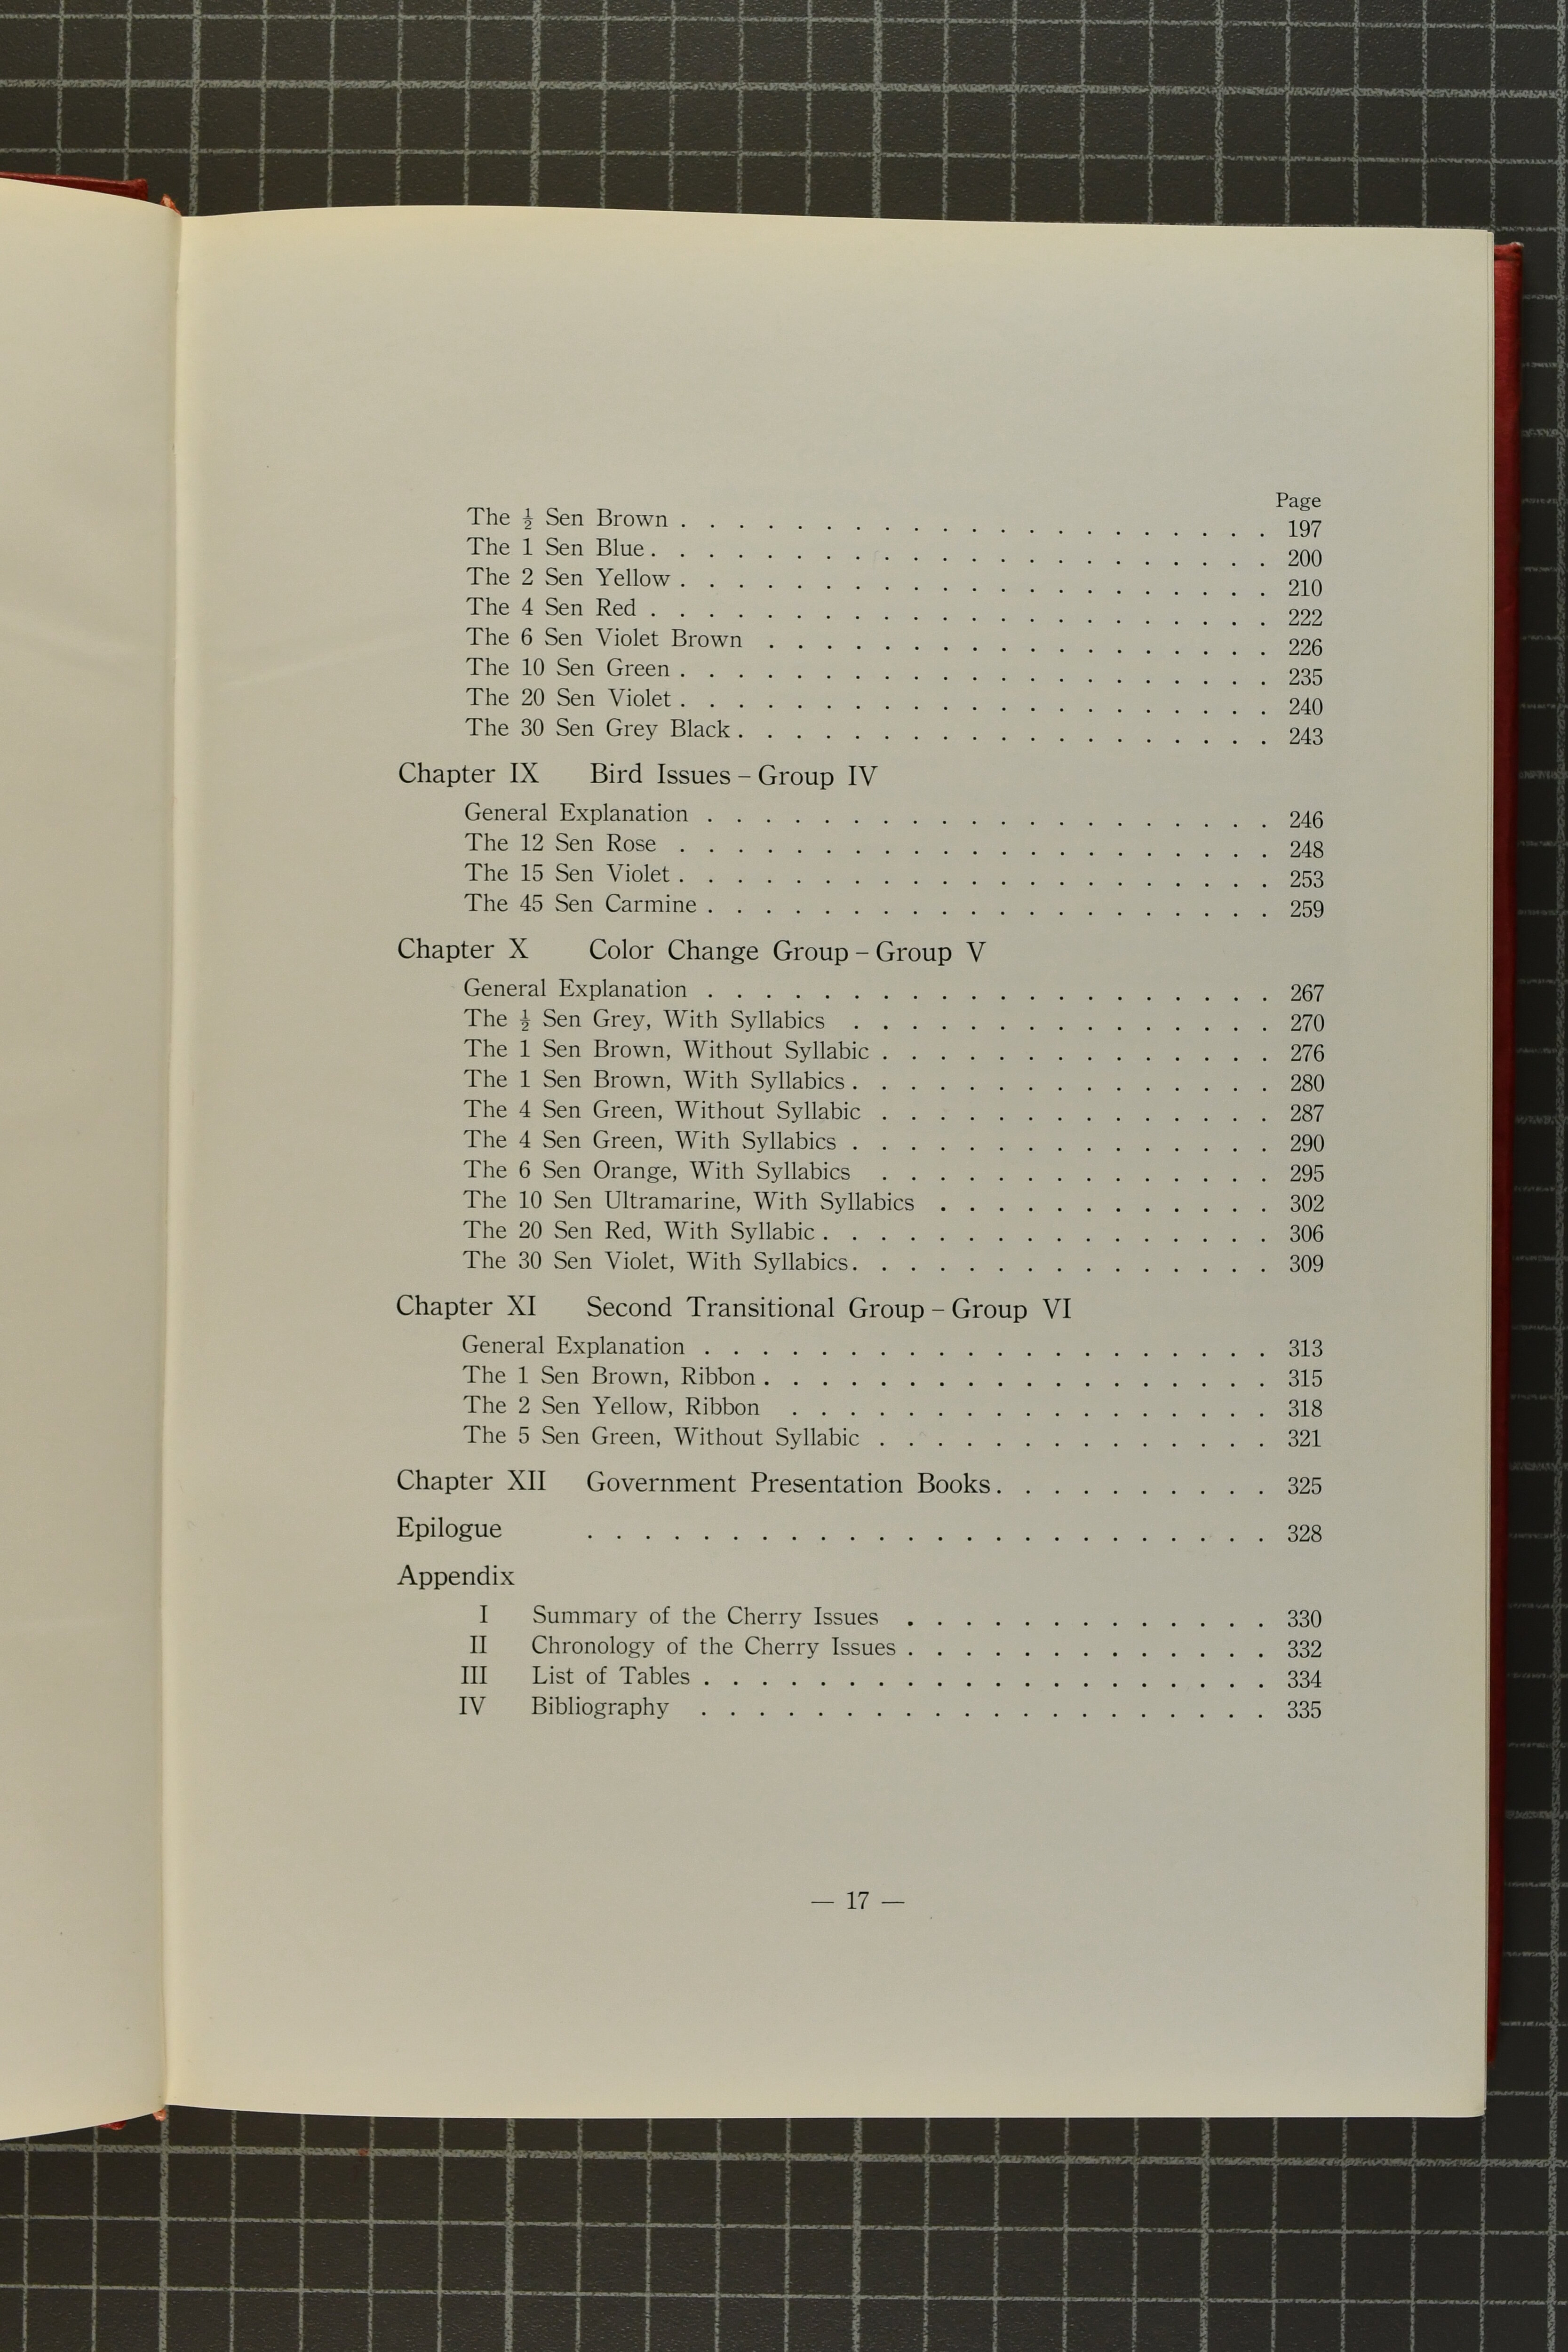 Page
The ½ Sen Brown . . . . . . . . . . . . . . . . . . . . . 197
The 1 Sen Blue . . . . . . . . . . . . . . . . . . . . . . 200
The 2 Sen Yellow . . . . . . . . . . . . . . . . . . . . . 210
The 4 Sen Red . . . . . . . . . . . . . . . . . . . . . . 222
The 6 Sen Violet Brown . . . . . . . . . . . . . . . . . . 226
The 10 Sen Green . . . . . . . . . . . . . . . . . . . . . 235
The 20 Sen Violet . . . . . . . . . . . . . . . . . . . . . 240
The 30 Sen Grey Black . . . . . . . . . . . . . . . . . . . 243
Chapter IX Bird Issues – Group IV
General Explanation . . . . . . . . . . . . . . . . . . . . 246
The 12 Sen Rose . . . . . . . . . . . . . . . . . . . . . 248
The 15 Sen Violet . . . . . . . . . . . . . . . . . . . . . 253
The 45 Sen Carmine . . . . . . . . . . . . . . . . . . . . 259
Chapter X Color Change Group – Group V
General Explanation . . . . . . . . . . . . . . . . . . . . 267
The ½ Sen Grey, With Syllabics . . . . . . . . . . . . . . . 270
The 1 Sen Brown, Without Syllabic . . . . . . . . . . . . . . 276
The 1 Sen Brown, With Syllabics . . . . . . . . . . . . . . . 280
The 4 Sen Green, Without Syllabic . . . . . . . . . . . . . . 287
The 4 Sen Green, With Syllabics . . . . . . . . . . . . . . . 290
The 6 Sen Orange, With Syllabics . . . . . . . . . . . . . . 295
The 10 Sen Ultramarine, With Syllabics . . . . . . . . . . . . 302
The 20 Sen Red, With Syllabic . . . . . . . . . . . . . . . . 306
The 30 Sen Violet, With Syllabics . . . . . . . . . . . . . . . 309
Chapter XI Second Transitional Group – Group VI
General Explanation . . . . . . . . . . . . . . . . . . . . 313
The 1 Sen Brown, Ribbon . . . . . . . . . . . . . . . . . . 315
The 2 Sen Yellow, Ribbon . . . . . . . . . . . . . . . . . 318
The 5 Sen Green, Without Syllabic . . . . . . . . . . . . . . 321
Chapter XII Government Presentation Books . . . . . . . . . . 325
Epilogue . . . . . . . . . . . . . . . . . . . . . . . . 328
Appendix
I Summary of the Cherry Issues . . . . . . . . . . . . . 330
II Chronology of the Cherry Issues . . . . . . . . . . . . . 332
III List of Tables . . . . . . . . . . . . . . . . . . . . 334
IV Bibliography . . . . . . . . . . . . . . . . . . . . 335
— 17 —